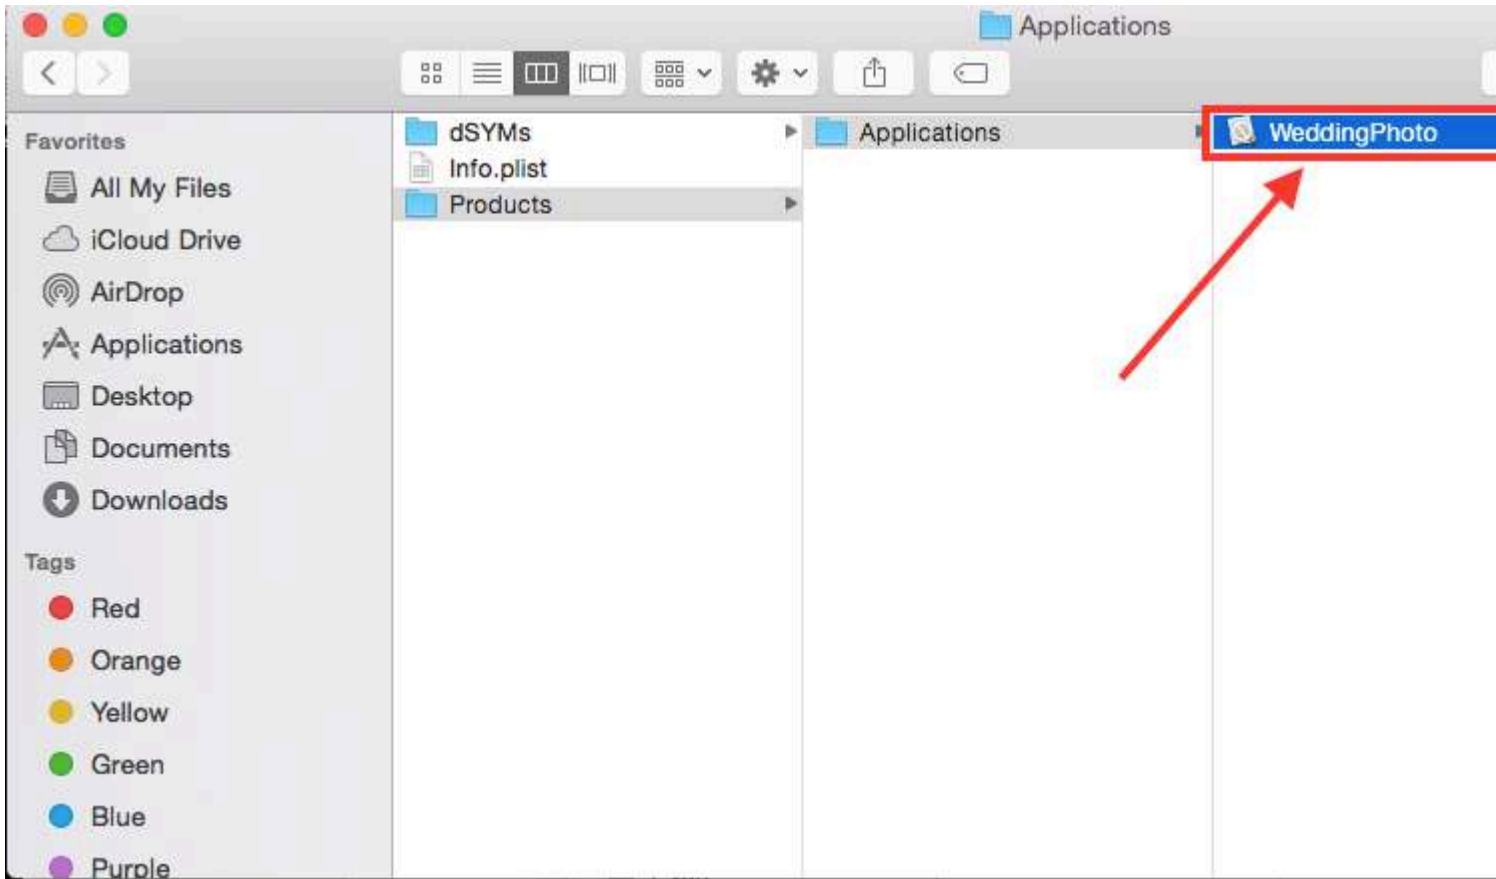 Applications
Favorites
All My Files
iCloud Drive
AirDrop
Applications
Desktop
Documents
Downloads
Tags
Red
Orange
Yellow
Green
Blue
Purple
dSYMs
Info.plist
Products
Applications
WeddingPhoto